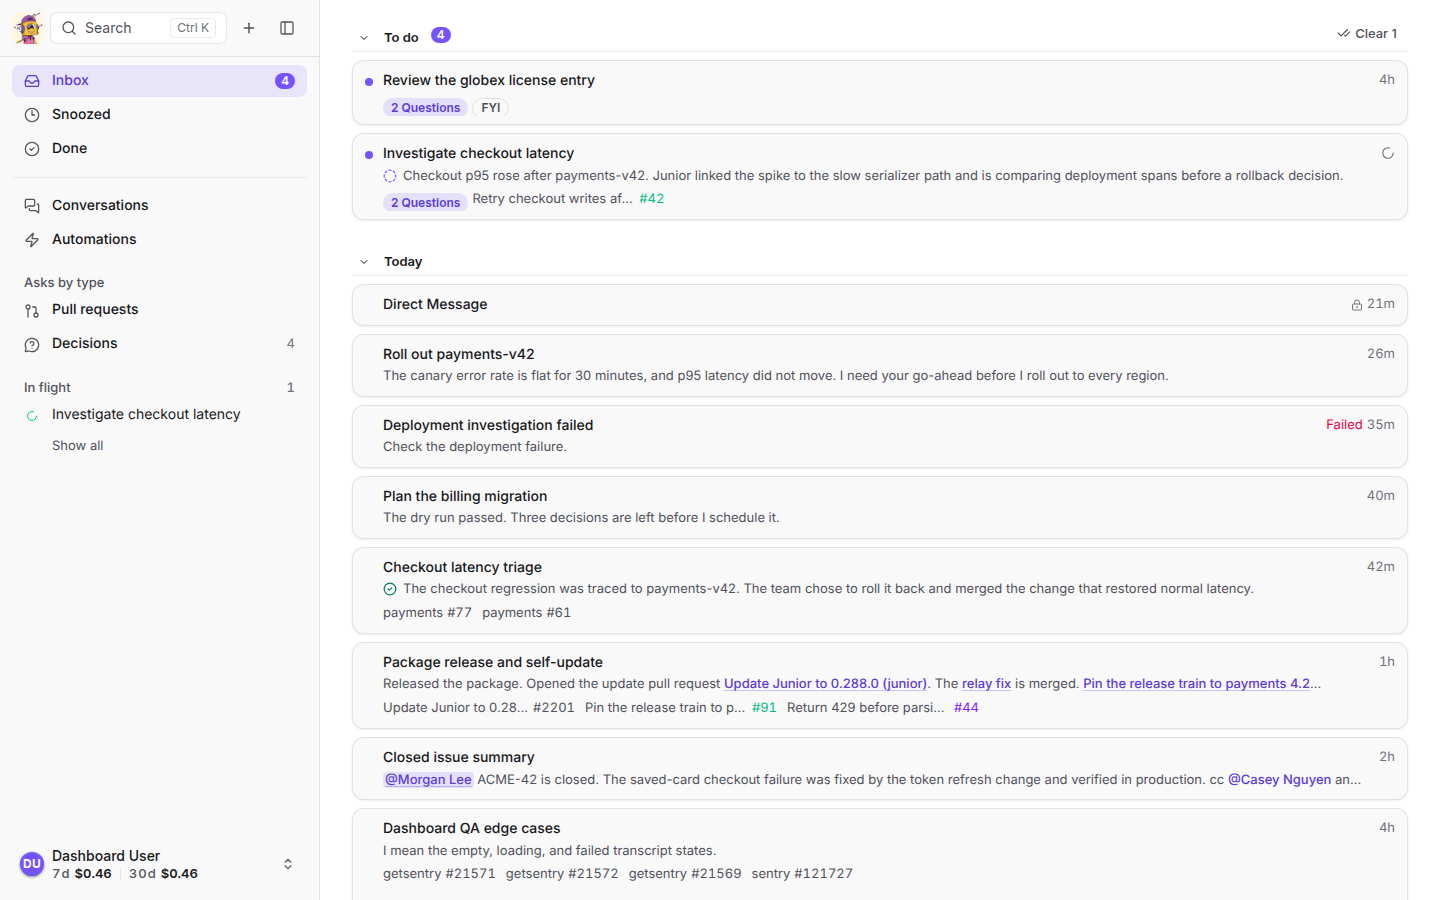 Search Ctrl K
Inbox 4
Snoozed
Done
Conversations
Automations
Asks by type
Pull requests
Decisions 4
In flight 1
Investigate checkout latency
Show all
DU Dashboard User
7d $0.46 30d $0.46
To do 4 Clear 1
Review the globex license entry 4h
2 Questions FYI
Investigate checkout latency
Checkout p95 rose after payments-v42. Junior linked the spike to the slow serializer path and is comparing deployment spans before a rollback decision.
2 Questions Retry checkout writes af... #42
Today
Direct Message 21m
Roll out payments-v42 26m
The canary error rate is flat for 30 minutes, and p95 latency did not move. I need your go-ahead before I roll out to every region.
Deployment investigation failed Failed 35m
Check the deployment failure.
Plan the billing migration 40m
The dry run passed. Three decisions are left before I schedule it.
Checkout latency triage 42m
The checkout regression was traced to payments-v42. The team chose to roll it back and merged the change that restored normal latency.
payments #77 payments #61
Package release and self-update 1h
Released the package. Opened the update pull request Update Junior to 0.288.0 (junior). The relay fix is merged. Pin the release train to payments 4.2...
Update Junior to 0.28... #2201 Pin the release train to p... #91 Return 429 before parsi... #44
Closed issue summary 2h
@Morgan Lee ACME-42 is closed. The saved-card checkout failure was fixed by the token refresh change and verified in production. cc @Casey Nguyen an...
Dashboard QA edge cases 4h
I mean the empty, loading, and failed transcript states.
getsentry #21571 getsentry #21572 getsentry #21569 sentry #121727